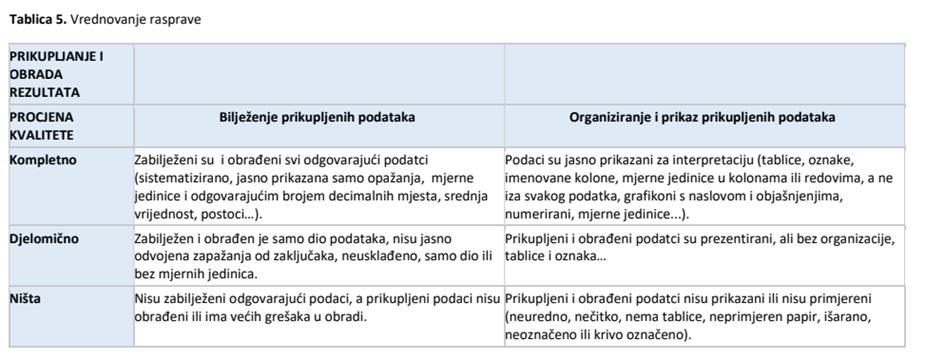 Tablica 5. Vrednovanje rasprave
PRIKUPLJANJE I
OBRADA
REZULTATA
PROCJENA
KVALITETE
Bilježenje prikupljenih podataka
Organiziranje i prikaz prikupljenih podataka
Kompletno
Zabilježeni su i obrađeni svi odgovarajući podatci
(sistematizirano, jasno prikazana samo opažanja, mjerne
jedinice i odgovarajućim brojem decimalnih mjesta, srednja
vrijednost, postoci...).
Podaci su jasno prikazani za interpretaciju (tablice, oznake,
imenovane kolone, mjerne jedinice u kolonama ili redovima, a ne
iza svakog podatka, grafikoni s naslovom i objašnjenjima,
numerirani, mjerne jedinice...).
Djelomično
Zabilježen i obrađen je samo dio podataka, nisu jasno
odvojena zapažanja od zaključaka, neusklađeno, samo dio ili
bez mjernih jedinica.
Prikupljeni i obrađeni podatci su prezentirani, ali bez organizacije,
tablice i oznaka...
Ništa
Nisu zabilježeni odgovarajući podaci, a prikupljeni podaci nisu
obrađeni ili ima većih grešaka u obradi.
Prikupljeni i obrađeni podatci nisu prikazani ili nisu primjereni
(neuredno, nečitko, nema tablice, neprimjeren papir, išarano,
neoznačeno ili krivo označeno).